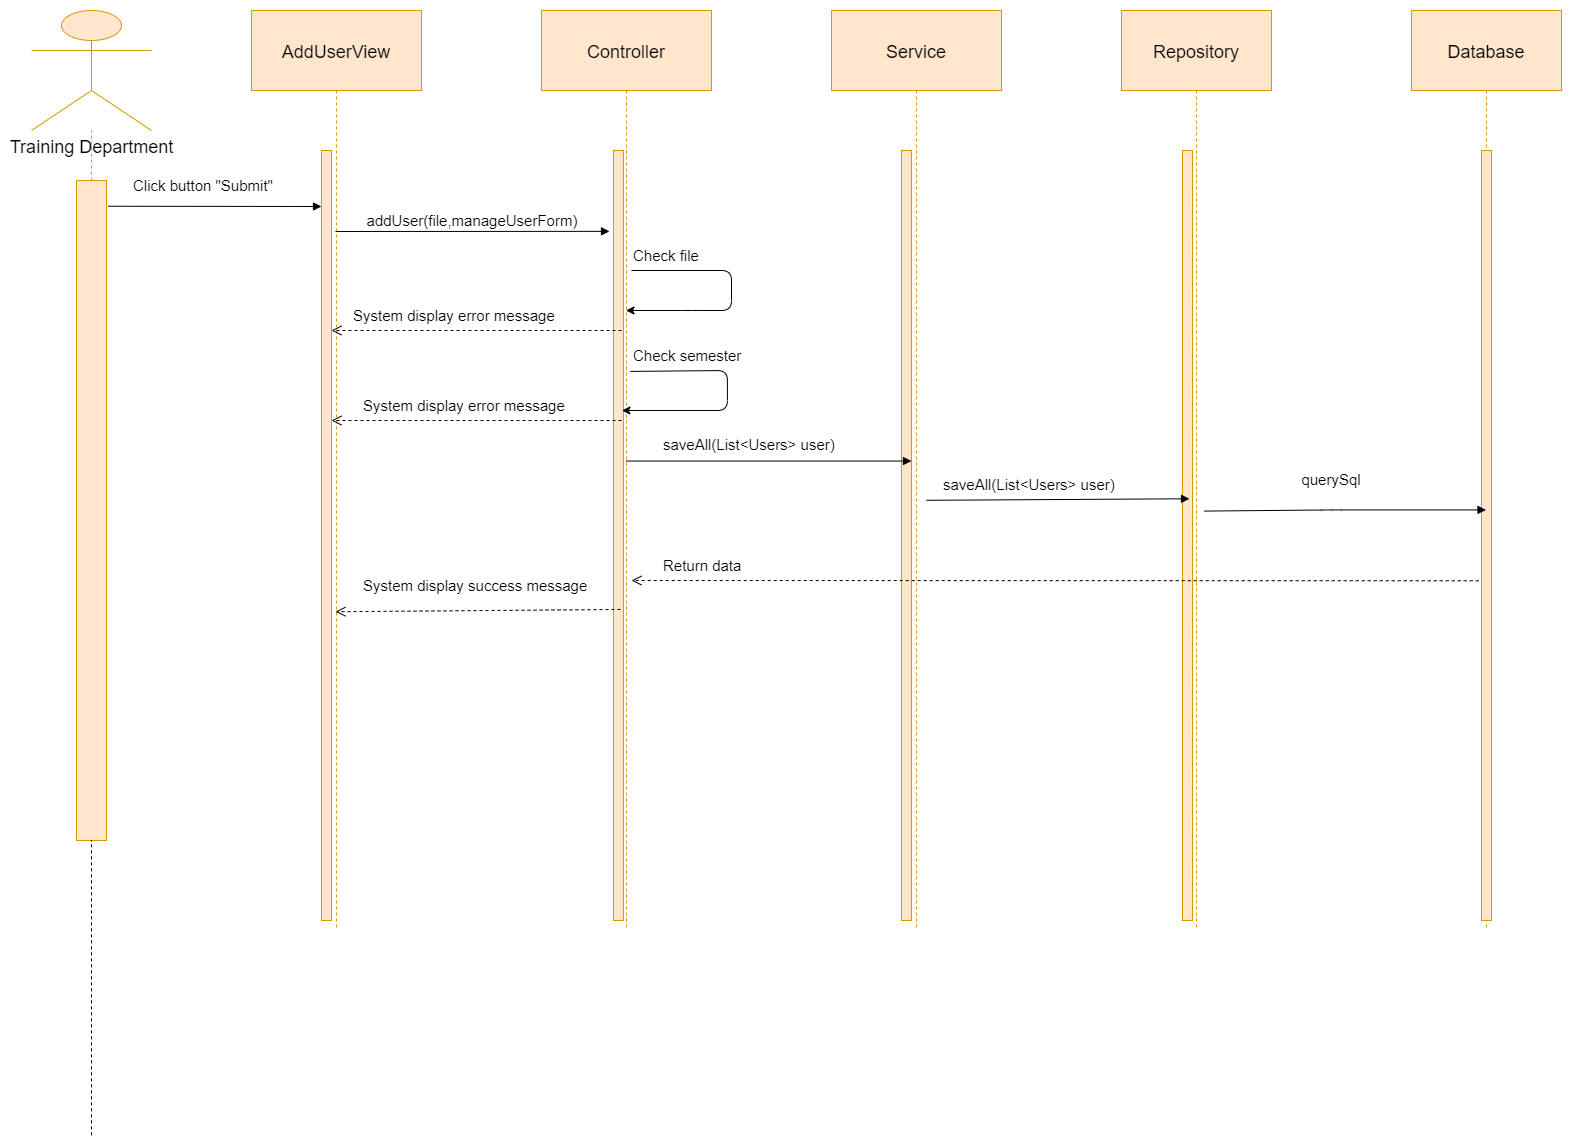 AddUserView
Controller
Service
Repository
Database
Training Department
Click button "Submit"
addUser(file,manageUserForm)
Check file
System display error message
Check semester
System display error message
saveAll(List<Users> user)
saveAll(List<Users> user)
querySql
Return data
System display success message